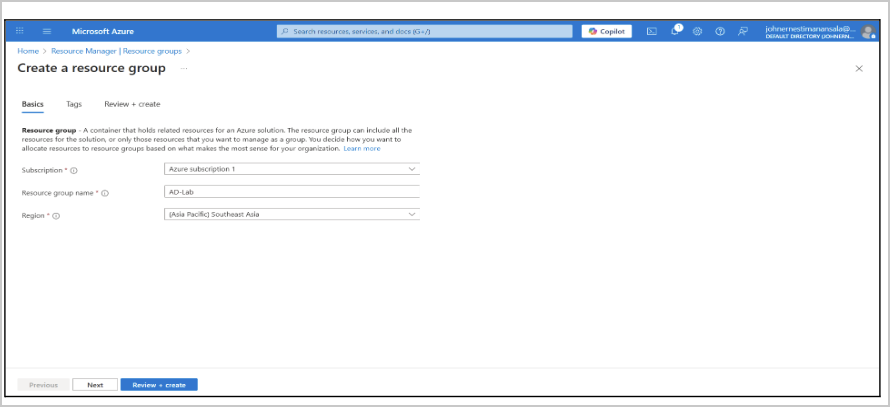 Microsoft Azure
Search resources, services, and docs (G+/)
Copilot
1
johnernestimanansala@...
DEFAULT DIRECTORY (JOHNERN...
Home > Resource Manager | Resource groups >
Create a resource group ...
Basics Tags Review + create
Resource group - A container that holds related resources for an Azure solution. The resource group can include all the
resources for the solution, or only those resources that you want to manage as a group. You decide how you want to
allocate resources to resource groups based on what makes the most sense for your organization. Learn more
Subscription *
Azure subscription 1
Resource group name *
AD-Lab
Region *
(Asia Pacific) Southeast Asia
Previous Next Review + create